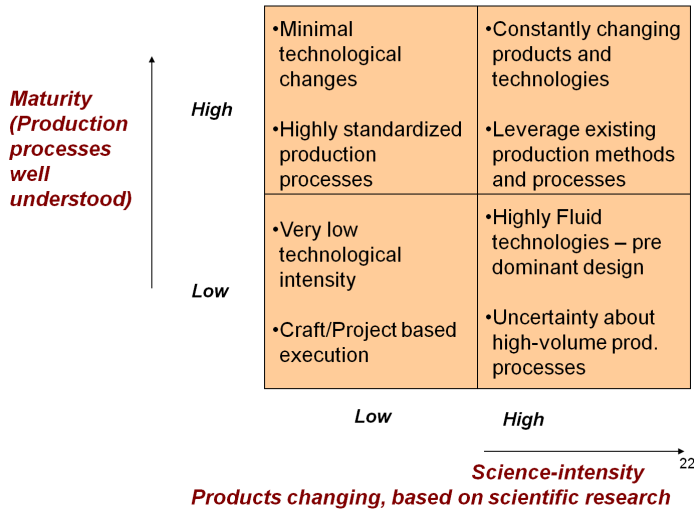 •Minimal
technological
changes
•Highly standardized
production
processes
•Constantly changing
products and
technologies
•Leverage existing
production methods
and processes
Maturity
(Production
processes
well
understood)
High
•Very low
technological
intensity
•Craft/Project based
execution
•Highly Fluid
technologies – pre
dominant design
•Uncertainty about
high-volume prod.
processes
Low
Low
High
22
Science-intensity
Products changing, based on scientific research